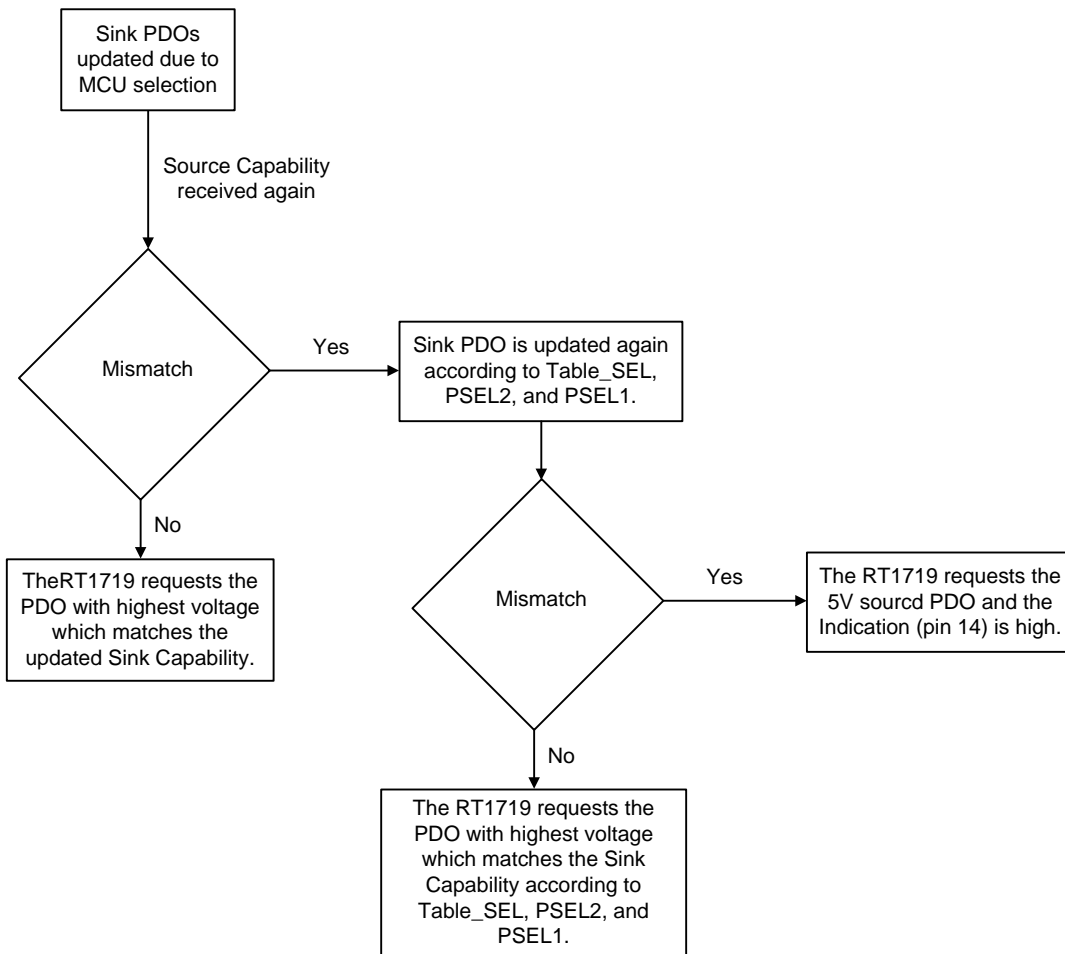 Sink PDOs
updated due to
MCU selection
Source Capability
received again
Mismatch
Yes
Sink PDO is updated again
according to Table_SEL,
PSEL2, and PSEL1.
No
TheRT1719 requests the
PDO with highest voltage
which matches the
updated Sink Capability.
Mismatch
Yes
The RT1719 requests the
5V sourcd PDO and the
Indication (pin 14) is high.
No
The RT1719 requests the
PDO with highest voltage
which matches the Sink
Capability according to
Table_SEL, PSEL2, and
PSEL1.